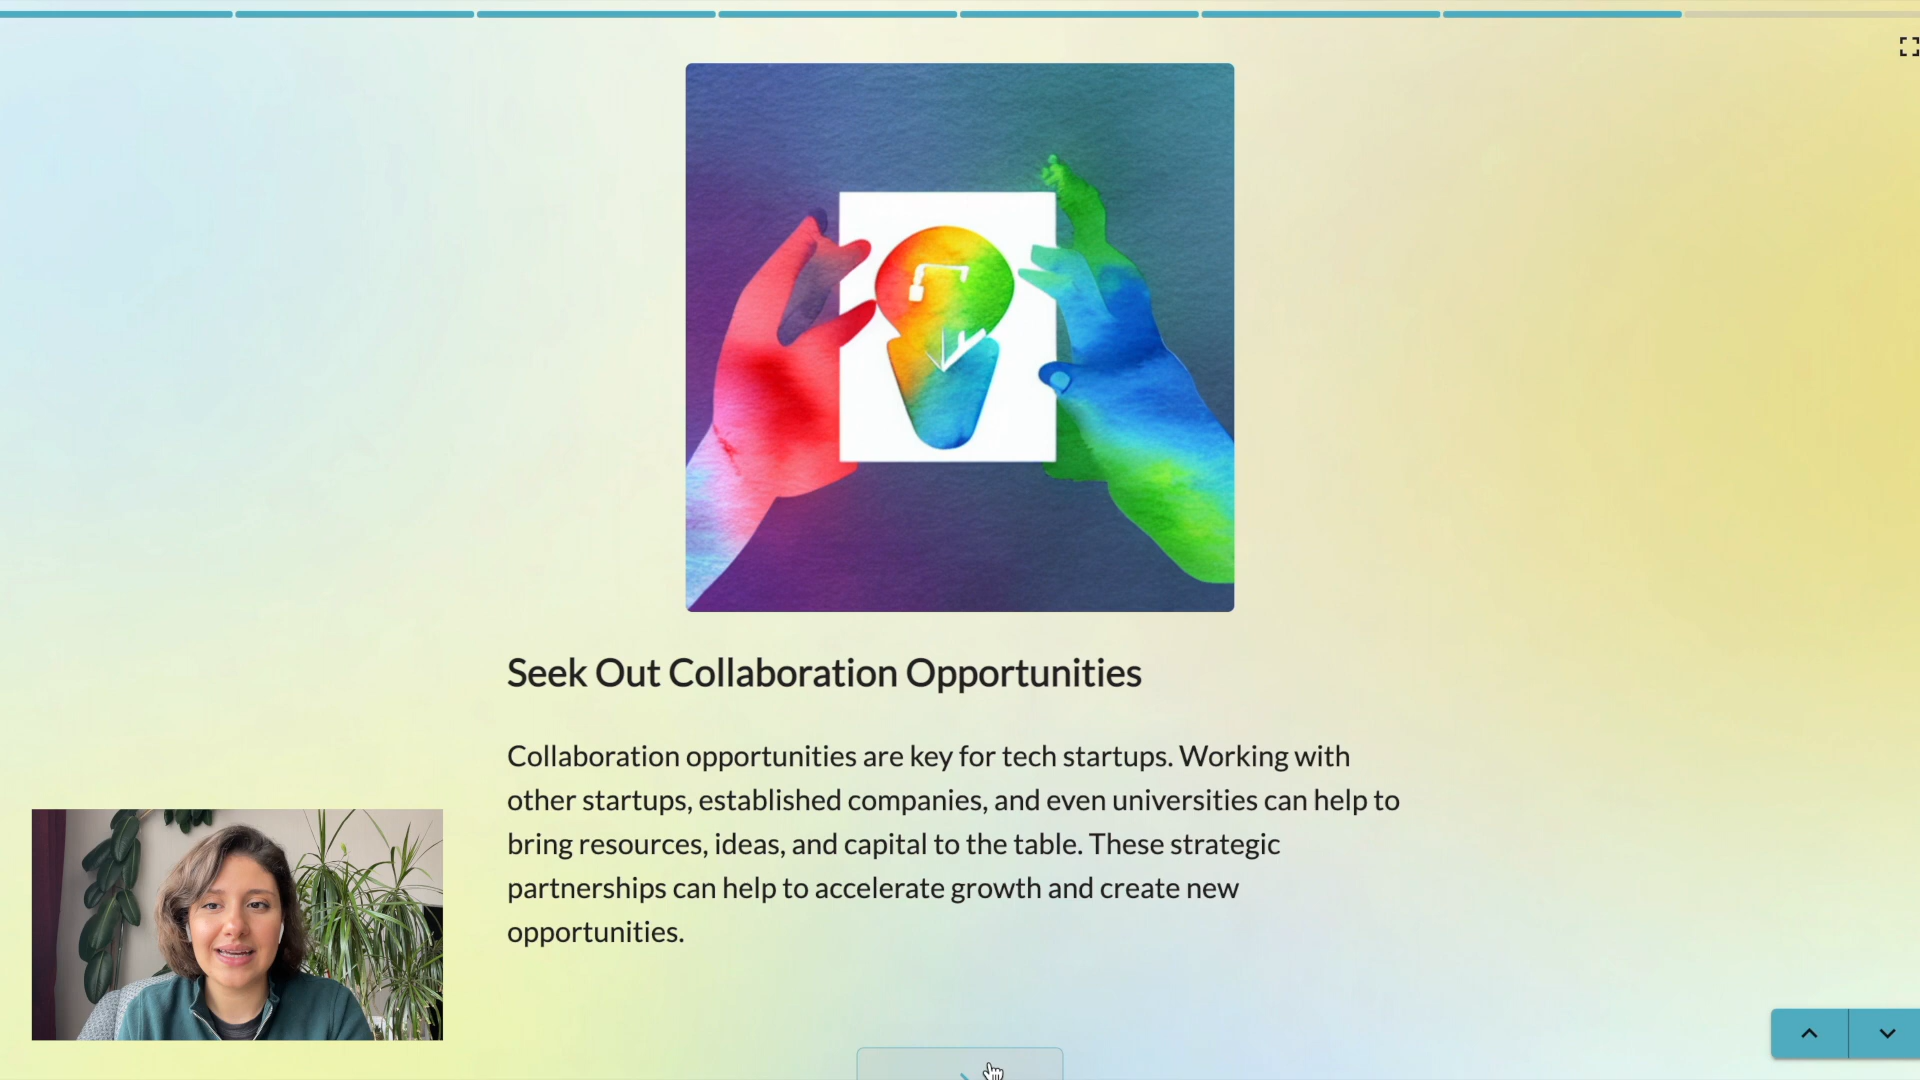 Seek Out Collaboration Opportunities
Collaboration opportunities are key for tech startups. Working with
other startups, established companies, and even universities can help to
bring resources, ideas, and capital to the table. These strategic
partnerships can help to accelerate growth and create new
opportunities.